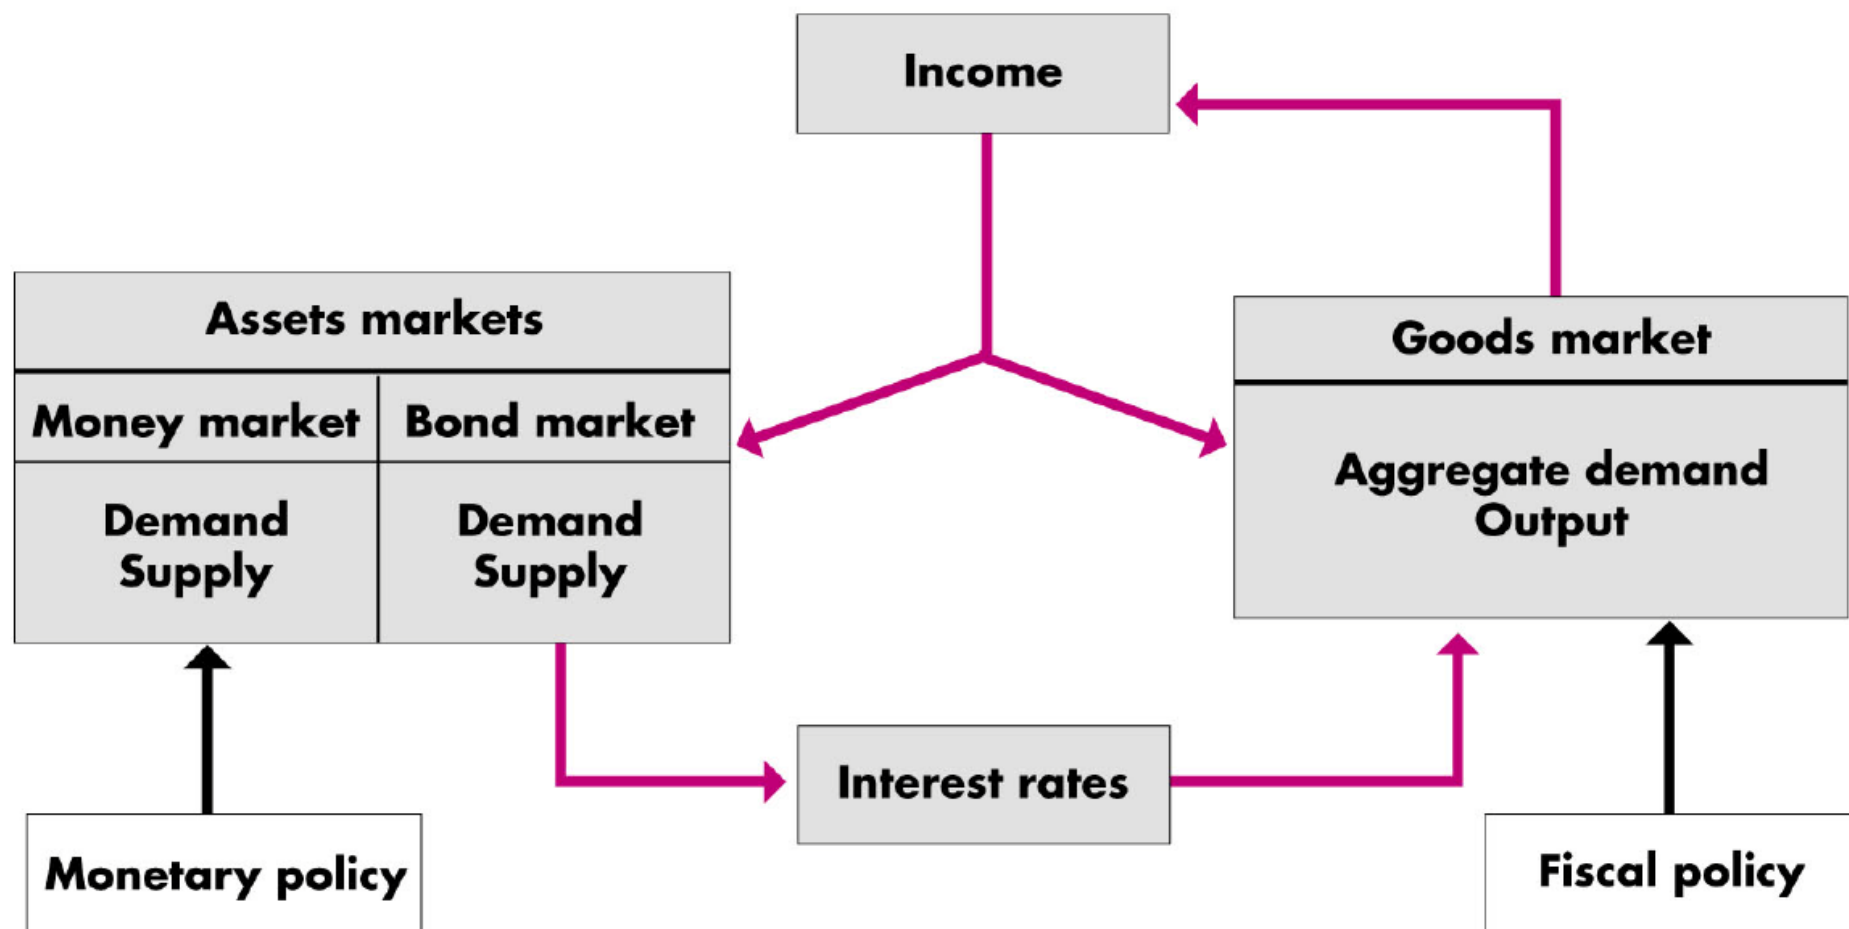 Income
Assets markets
Money market
Bond market
Demand
Supply
Demand
Supply
Goods market
Aggregate demand
Output
Interest rates
Monetary policy
Fiscal policy